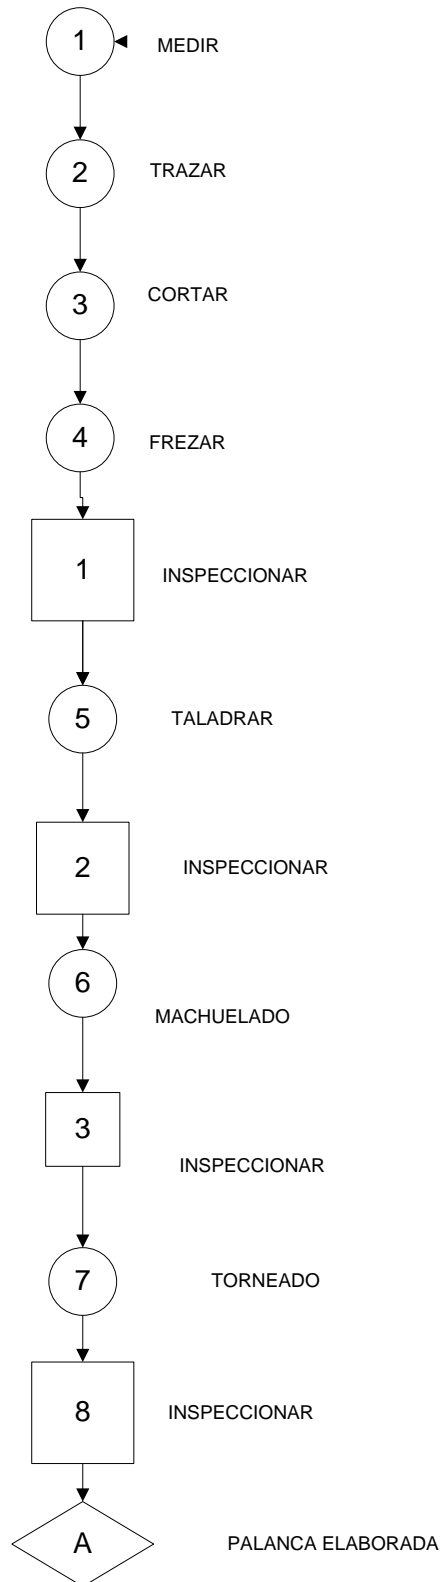 1 MEDIR
2 TRAZAR
3 CORTAR
4 FREZAR
1 INSPECCIONAR
5 TALADRAR
2 INSPECCIONAR
6 MACHUELADO
3 INSPECCIONAR
7 TORNEADO
8 INSPECCIONAR
A PALANCA ELABORADA